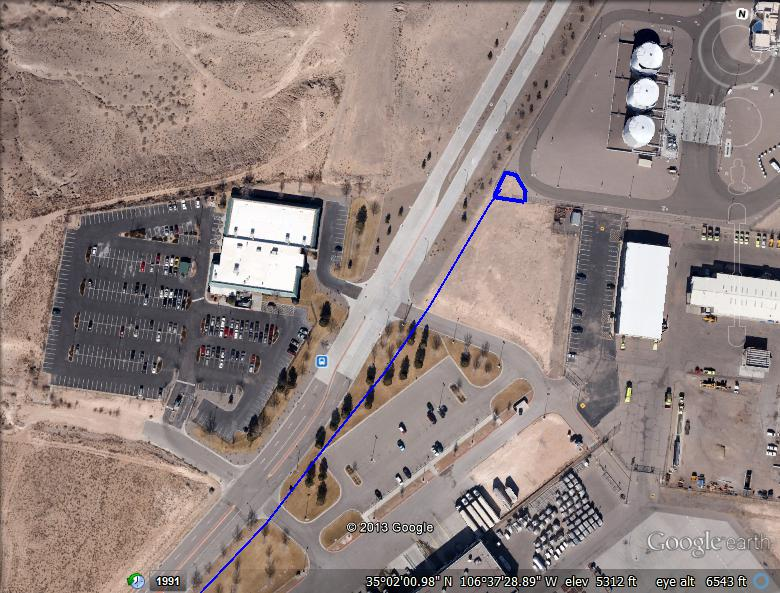 N
© 2013 Google
Google earth
1991
35°02'00.98" N 106°37'28.89" W elev 5312 ft eye alt 6543 ft